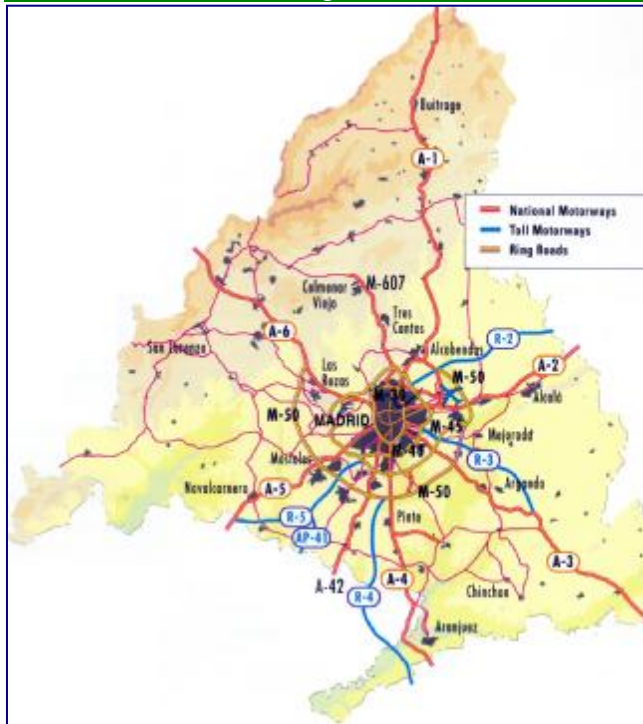 Buitrago
A-1
National Motorways
Toll Motorways
Ring Roads
Colmenar
Viejo
M-607
Tres
Cantos
A-6
San Lorenzo
Alcobendas
R-2
Las
Rozas
M-50
A-2
M-30
Alcalá
M-50
MADRID
M-45
Mejorada
M-40
R-3
Móstoles
Navalcarnero
A-5
M-50
Arganda
R-5
Pinto
AP-41
A-3
A-42
A-4
R-4
Chinchon
Aranjuez